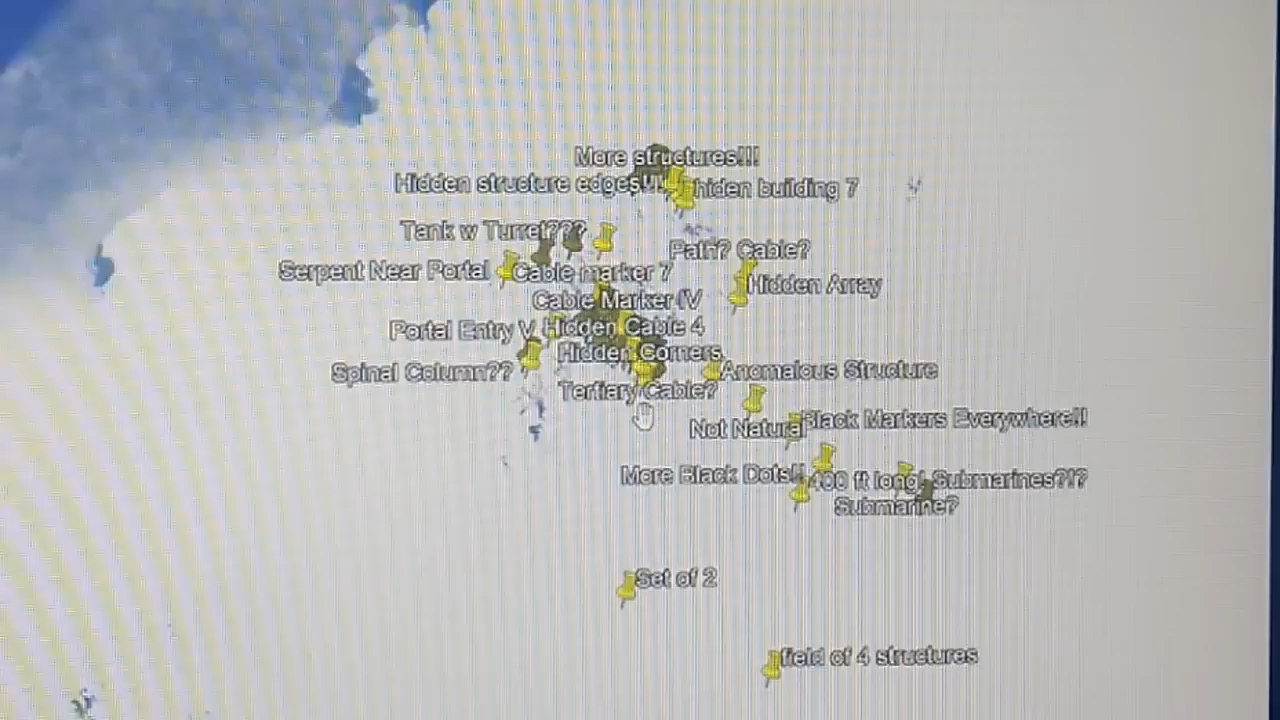 More structures!!!
Hidden structure edges!!!
hiden building 7
Tank w Turret???
Path? Cable?
Serpent Near Portal
Cable marker 7
Hidden Array
Cable Marker IV
Portal Entry V
Hidden Cable 4
Hidden Corners
Spinal Column??
Anomalous Structure
Tertiary Cable?
Not Natural
Black Markers Everywhere!!
More Black Dots!!
400 ft long! Submarines?!?
Submarine?
Set of 2
field of 4 structures